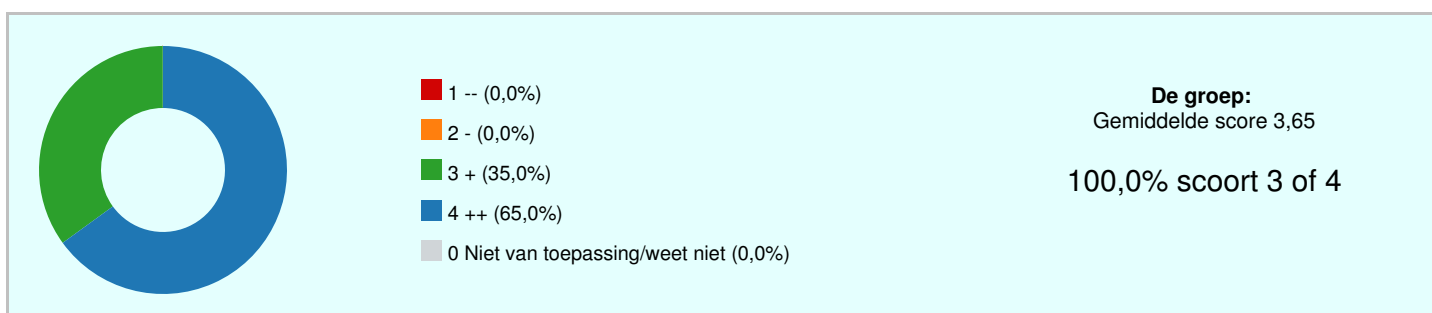 1 -- (0,0%)
2 - (0,0%)
3 + (35,0%)
4 ++ (65,0%)
0 Niet van toepassing/weet niet (0,0%)
De groep:
Gemiddelde score 3,65
100,0% scoort 3 of 4